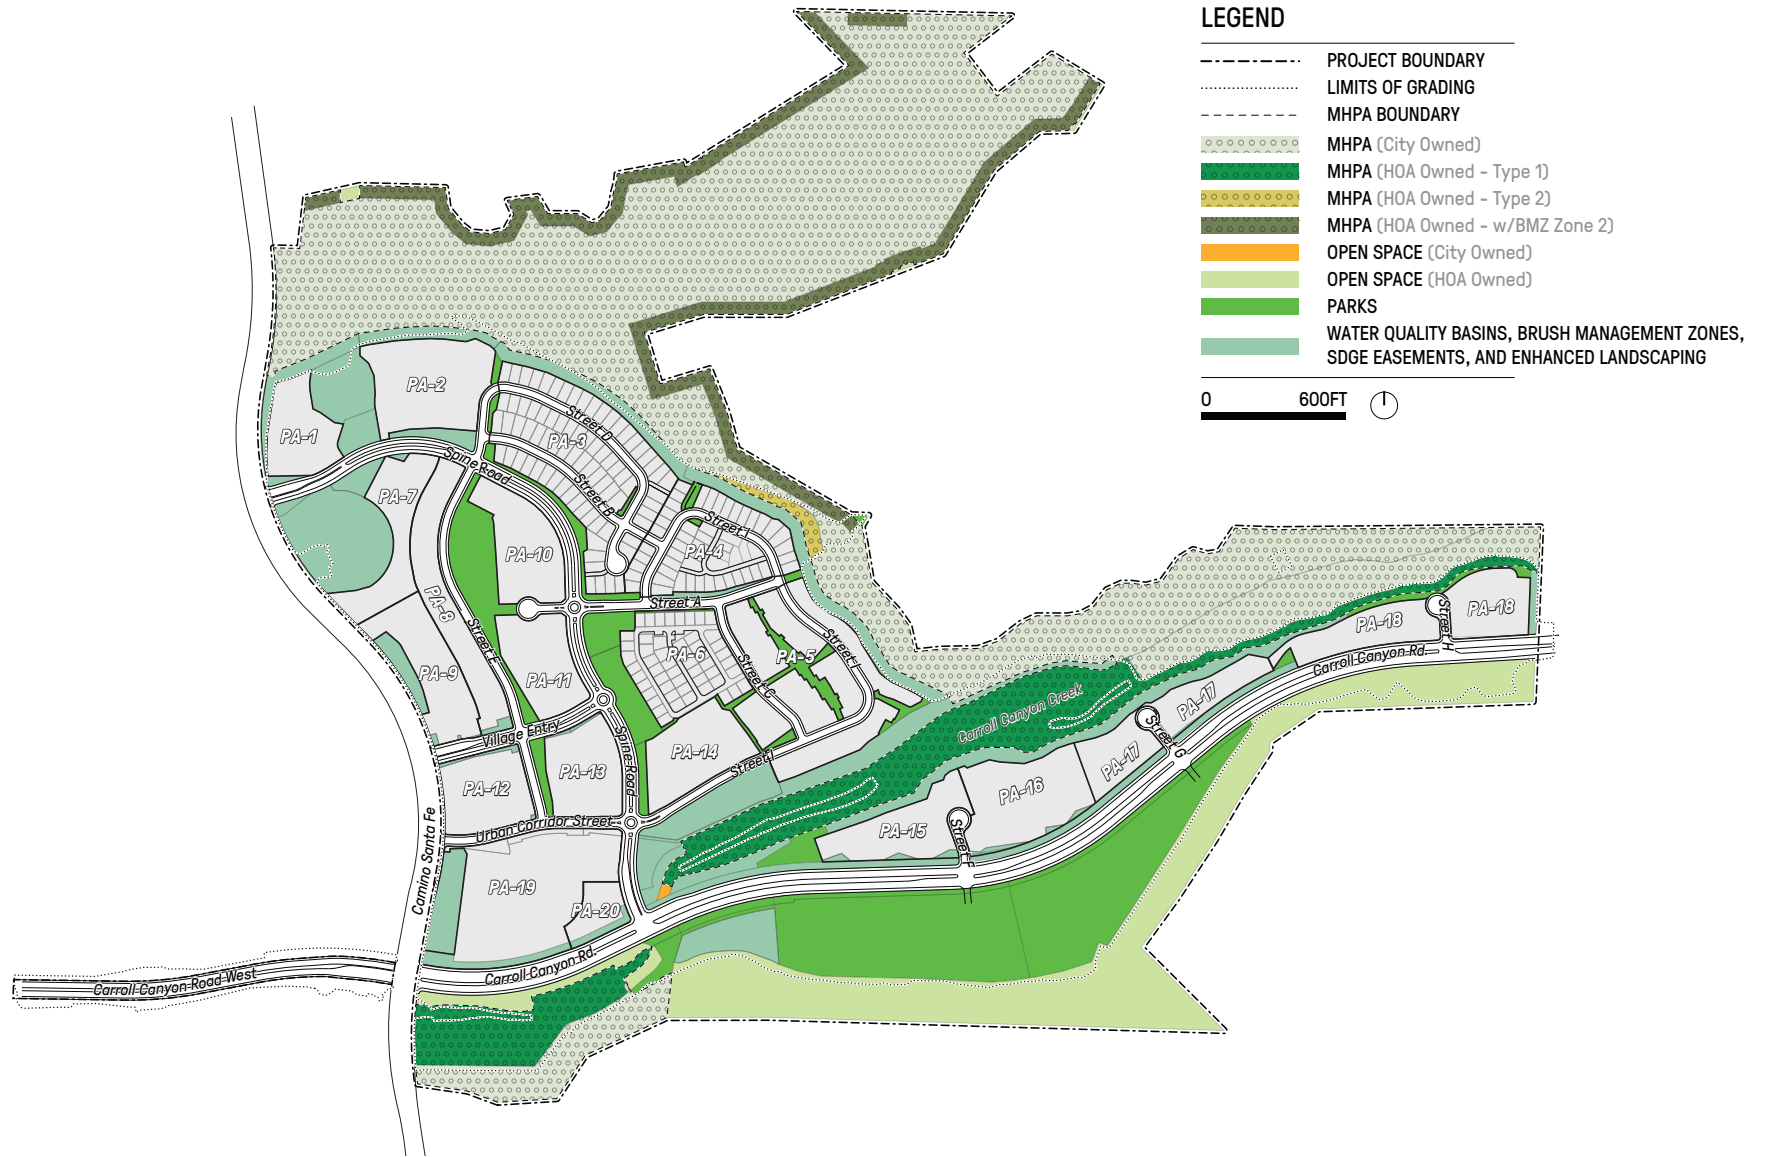 LEGEND
PROJECT BOUNDARY
LIMITS OF GRADING
MHPA BOUNDARY
MHPA (City Owned)
MHPA (HOA Owned - Type 1)
MHPA (HOA Owned - Type 2)
MHPA (HOA Owned - w/BMZ Zone 2)
OPEN SPACE (City Owned)
OPEN SPACE (HOA Owned)
PARKS
WATER QUALITY BASINS, BRUSH MANAGEMENT ZONES,
SDGE EASEMENTS, AND ENHANCED LANDSCAPING
0 600FT
PA-2
PA-1
PA-3
Street D
Spine Road
PA-7
Street B
Street J
PA-4
PA-10
PA-8
Street A
Street E
PA-6
PA-5
Street L
Street C
PA-9
PA-11
Village Entry
Spine Road
PA-14
Street I
PA-13
PA-12
Urban Corridor Street
Camino Santa Fe
PA-19
PA-20
Carroll Canyon Rd.
Carroll Canyon Road West
Carroll Canyon Creek
PA-15
Street F
PA-16
PA-17
Street G
PA-17
Carroll Canyon Rd.
PA-18
Street H
PA-18